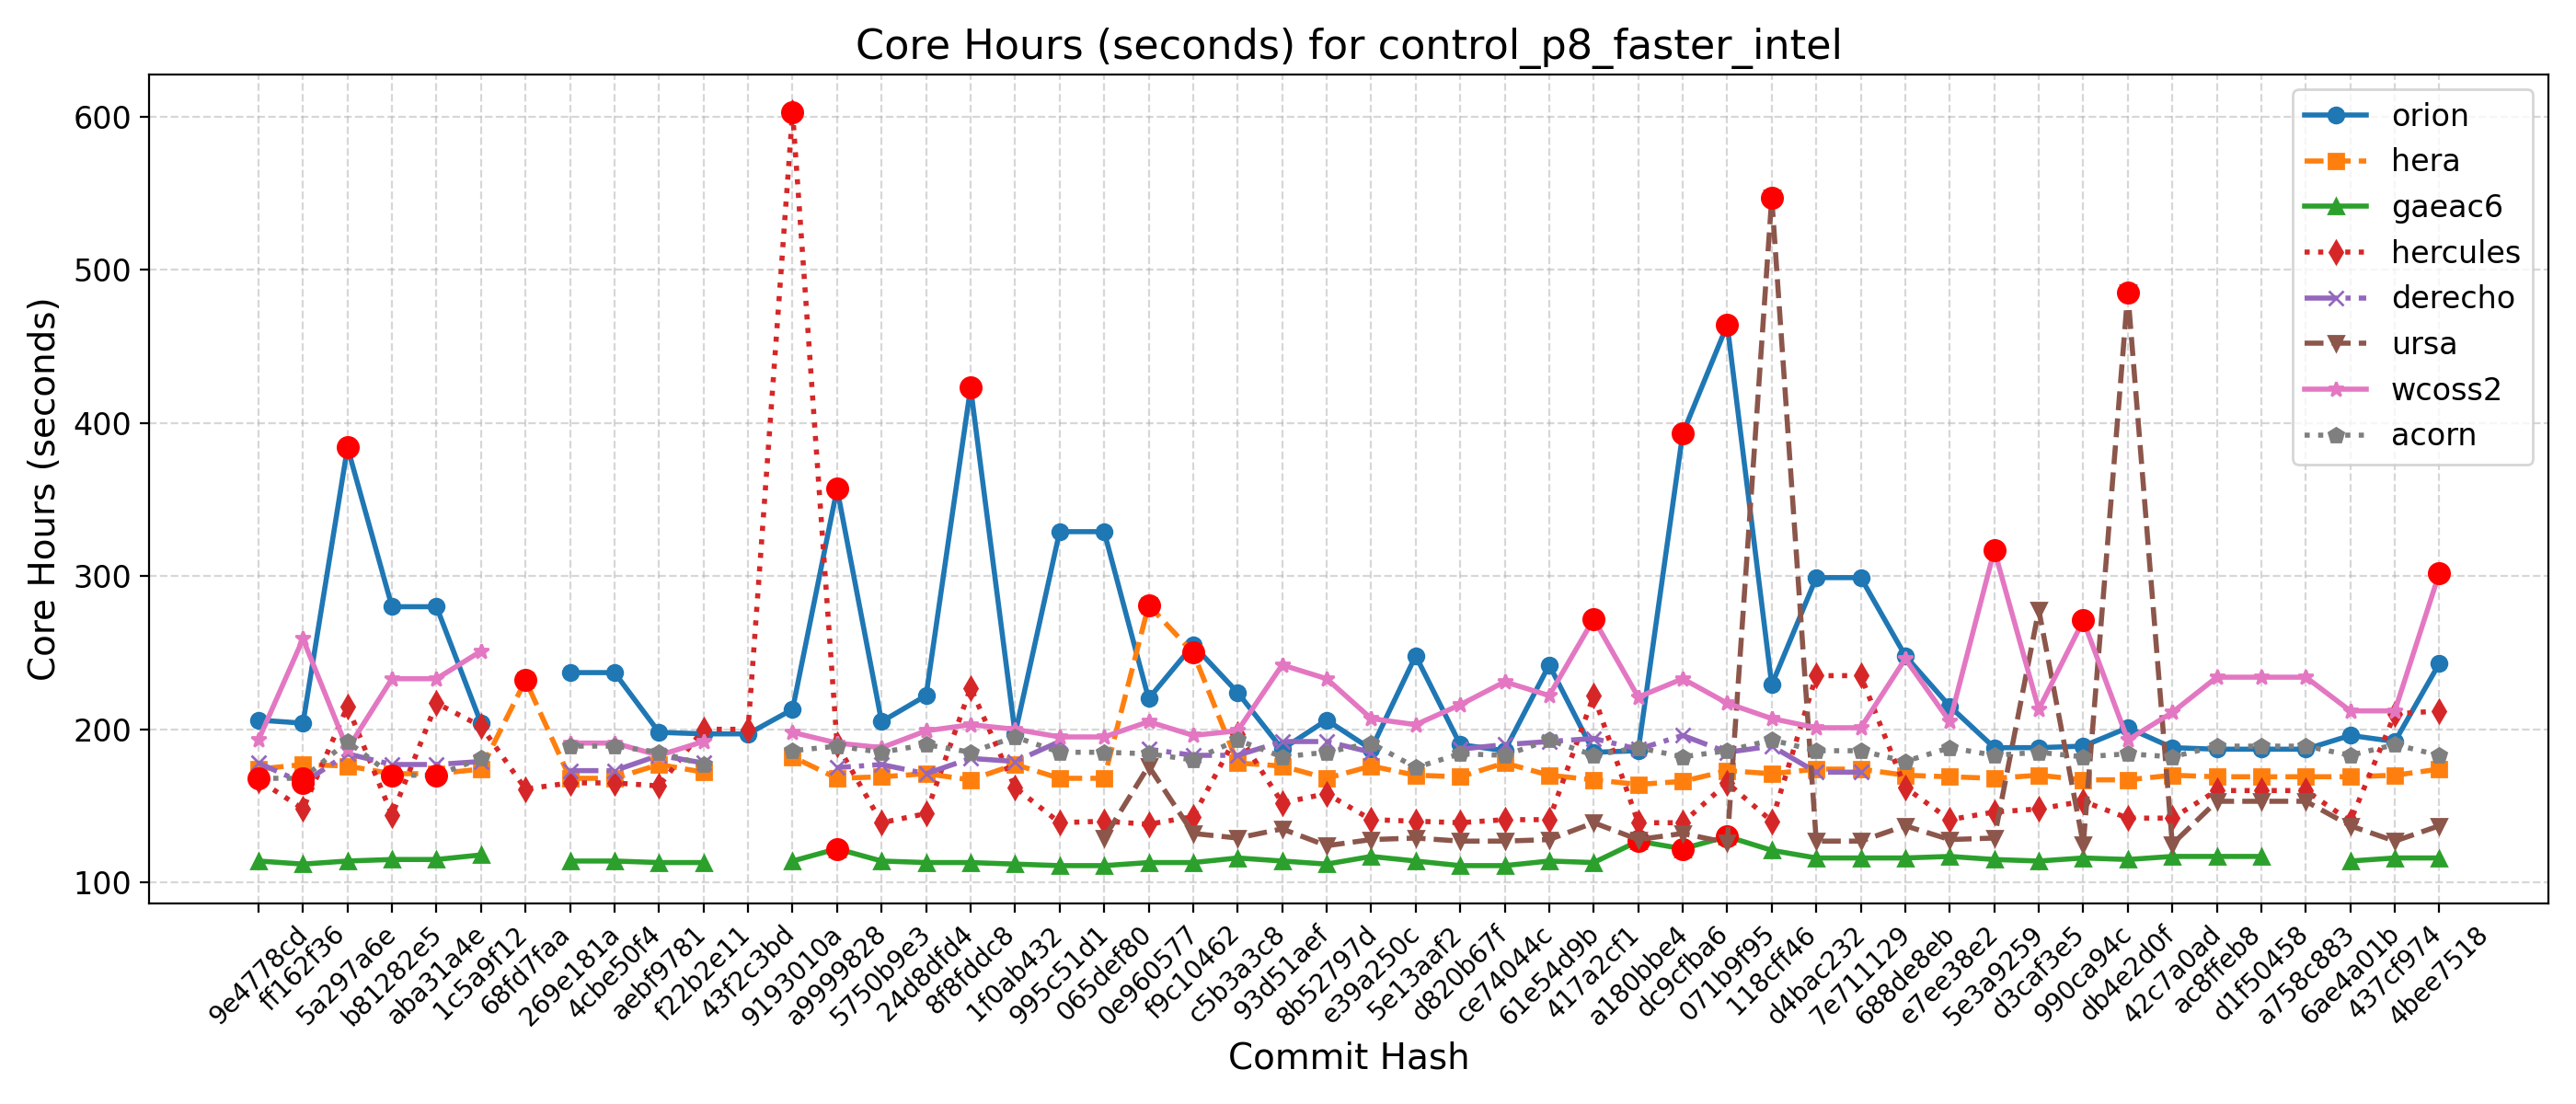 Core Hours (seconds) for control_p8_faster_intel
Core Hours (seconds)
600
500
400
300
200
100
orion
hera
gaeac6
hercules
derecho
ursa
wcoss2
acorn
9e4778cd
ff162f36
5a297a6e
b81282e5
aba31a4e
1c5a9f12
68fd7faa
269e181a
4cbe50f4
aebf9781
f22b2e11
43f2c3bd
9193010a
a9999828
5750b9e3
24d8dfd4
8f8fddc8
1f0ab432
995c51d1
065def80
0e960577
f9c10462
c5b3a3c8
93d51aef
8b52797d
e39a250c
5e13aaf2
d820b67f
ce74044c
61e54d9b
417a2cf1
a180bbe4
dc9cfba6
071b9f95
118cff46
d4bac232
7e711129
688de8eb
e7ee38e2
5e3a9259
d3caf3e5
990ca94c
db4e2d0f
42c7a0ad
ac8ffeb8
d1f50458
a758c883
6ae4a01b
437cf974
4bee7518
Commit Hash